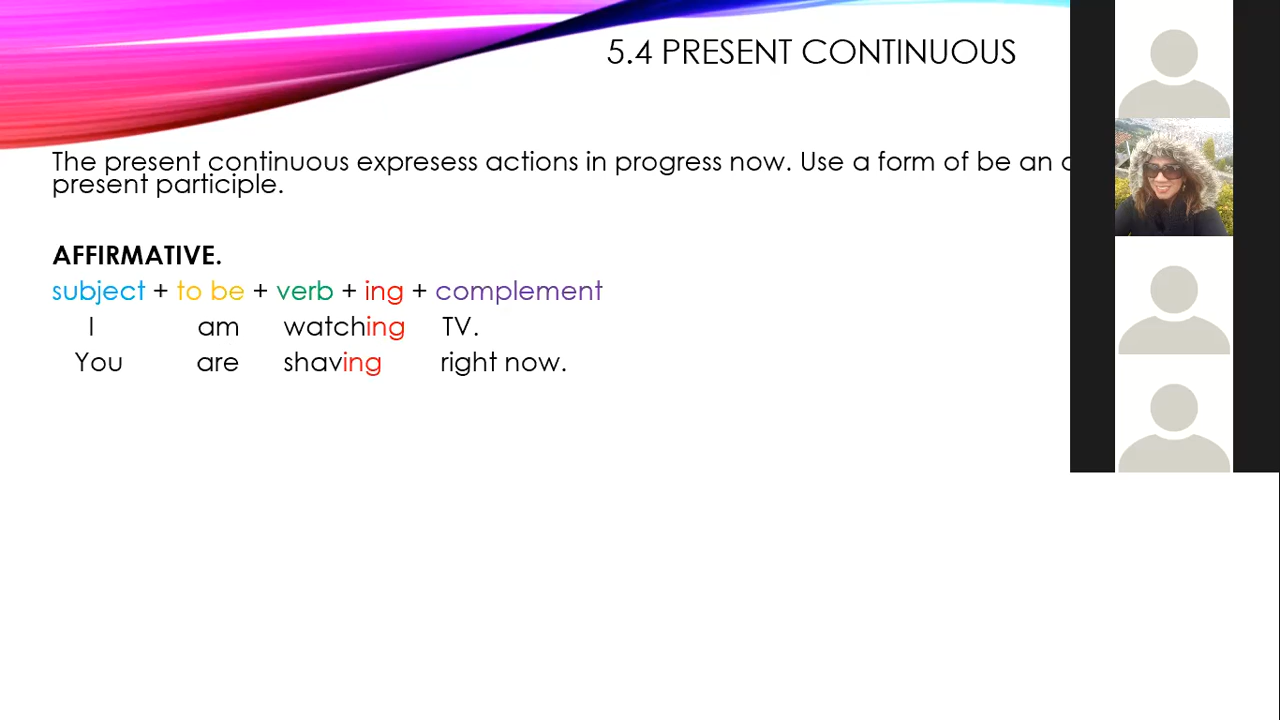 5.4 PRESENT CONTINUOUS
The present continuous expresess actions in progress now. Use a form of be an
present participle.
AFFIRMATIVE.
subject + to be + verb + ing + complement
I am watching TV.
You are shaving right now.